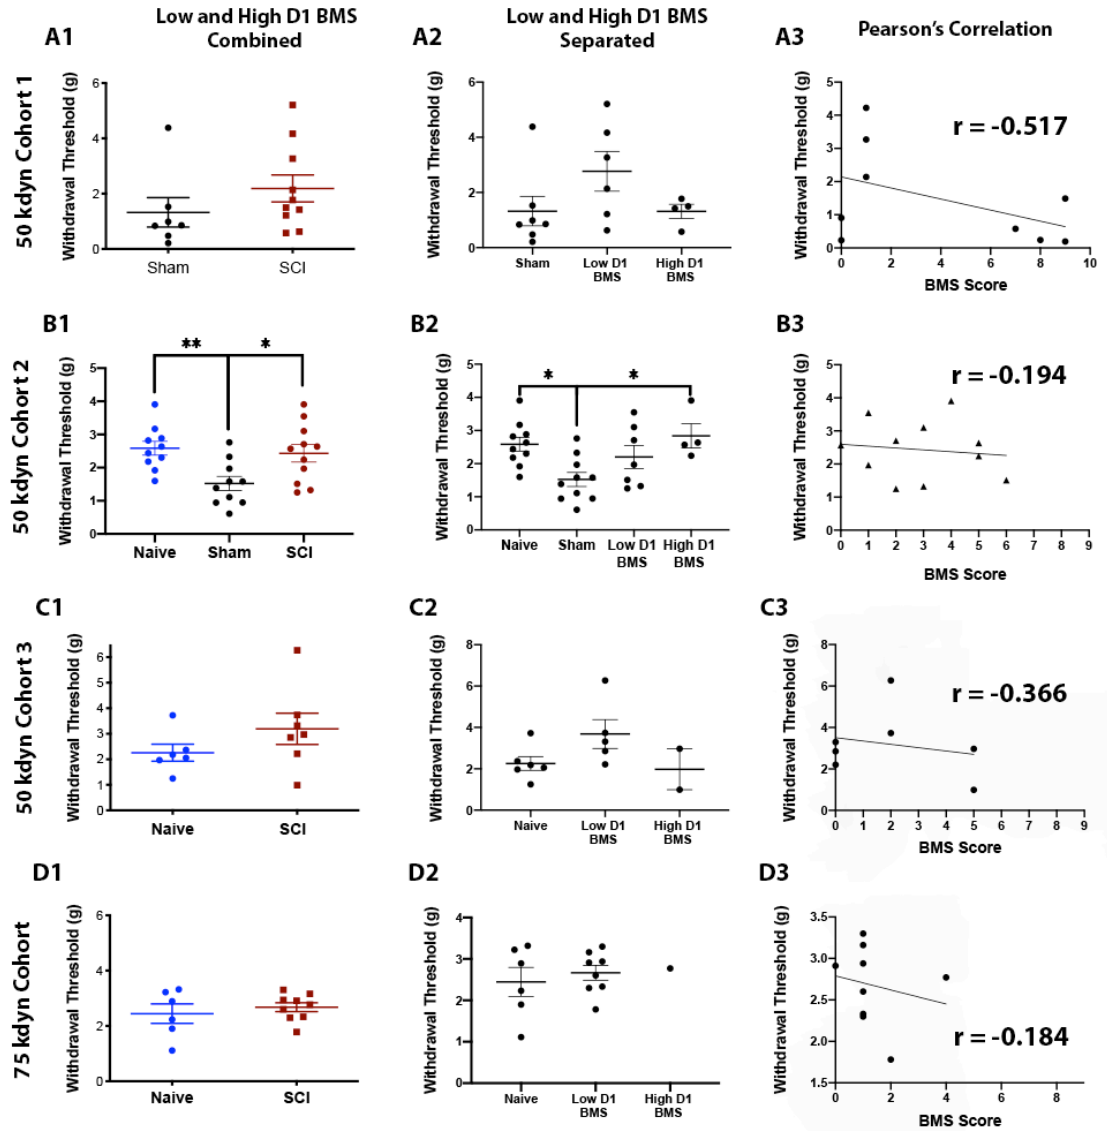 Low and High D1 BMS
Combined
Low and High D1 BMS
Separated
Pearson's Correlation
50 kdyn Cohort 1
A1
Withdrawal Threshold (g)
6
4
2
0
Sham
SCI
A2
Withdrawal Threshold (g)
6
4
2
0
Sham
Low D1
BMS
High D1
BMS
A3
Withdrawal Threshold (g)
5
4
3
2
1
0
r = -0.517
0
2
4
6
8
10
BMS Score
50 kdyn Cohort 2
B1
Withdrawal Threshold (g)
5
4
3
2
1
0
**
*
Naive
Sham
SCI
B2
Withdrawal Threshold (g)
5
4
3
2
1
0
*
*
Naive
Sham
Low D1
BMS
High D1
BMS
B3
Withdrawal Threshold (g)
5
4
3
2
1
0
r = -0.194
0
1
2
3
4
5
6
7
8
9
BMS Score
50 kdyn Cohort 3
C1
Withdrawal Threshold (g)
6
5
4
3
2
1
0
Naive
SCI
C2
Withdrawal Threshold (g)
8
6
4
2
0
Naive
Low D1
BMS
High D1
BMS
C3
Withdrawal Threshold (g)
8
6
4
2
0
r = -0.366
0
1
2
3
4
5
6
7
8
9
BMS Score
75 kdyn Cohort
D1
Withdrawal Threshold (g)
6
4
2
0
Naive
SCI
D2
Withdrawal Threshold (g)
4
3
2
1
0
Naive
Low D1
BMS
High D1
BMS
D3
Withdrawal Threshold (g)
3.5
3.0
2.5
2.0
1.5
r = -0.184
0
2
4
6
8
BMS Score